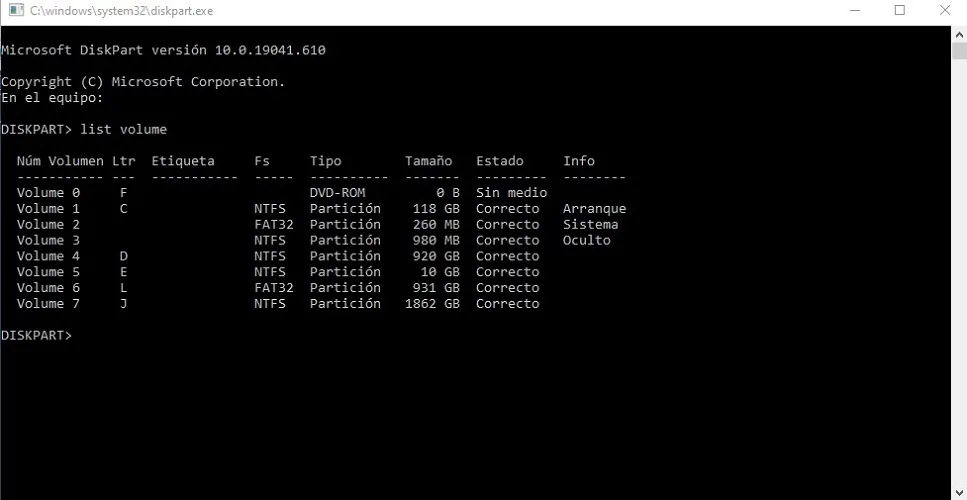 C:\windows\system32\diskpart.exe
Microsoft DiskPart versión 10.0.19041.610
Copyright (C) Microsoft Corporation.
En el equipo:
DISKPART> list volume
Núm Volumen Ltr Etiqueta Fs Tipo Tamaño Estado Info
----------- --- ----------- ----- ---------- ------- --------- --------
Volume 0 F DVD-ROM 0 B Sin medio
Volume 1 C NTFS Partición 118 GB Correcto Arranque
Volume 2 FAT32 Partición 260 MB Correcto Sistema
Volume 3 NTFS Partición 980 MB Correcto Oculto
Volume 4 D NTFS Partición 920 GB Correcto
Volume 5 E NTFS Partición 10 GB Correcto
Volume 6 L FAT32 Partición 931 GB Correcto
Volume 7 J NTFS Partición 1862 GB Correcto
DISKPART>